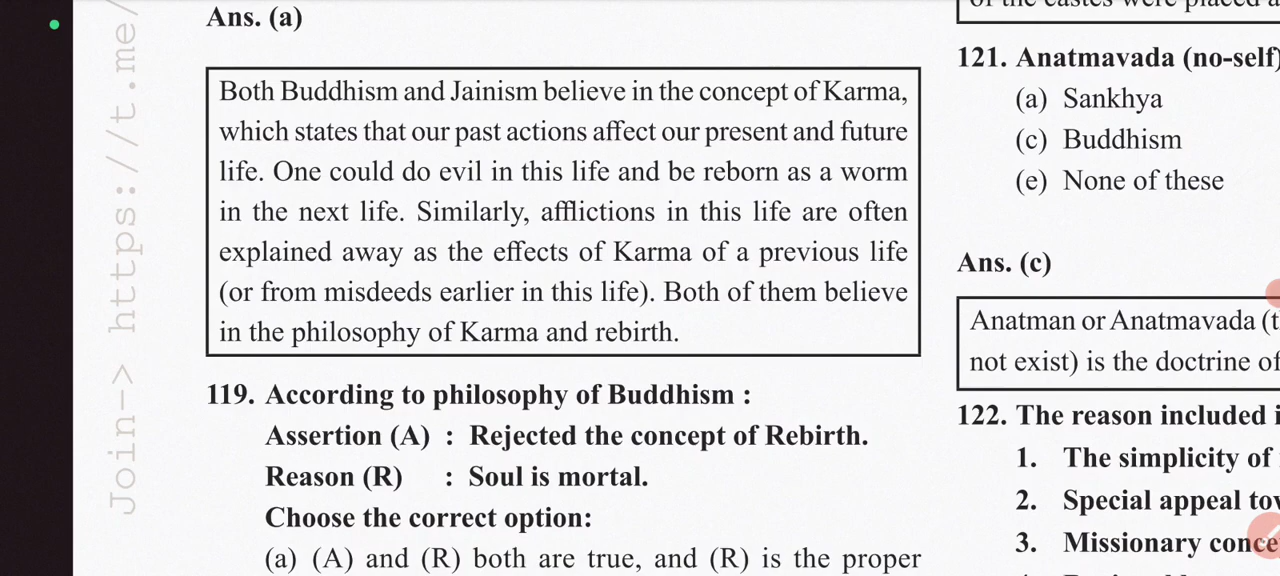 Join-> https://t.me/
Ans. (a)
Both Buddhism and Jainism believe in the concept of Karma,
which states that our past actions affect our present and future
life. One could do evil in this life and be reborn as a worm
in the next life. Similarly, afflictions in this life are often
explained away as the effects of Karma of a previous life
(or from misdeeds earlier in this life). Both of them believe
in the philosophy of Karma and rebirth.
119. According to philosophy of Buddhism :
Assertion (A) : Rejected the concept of Rebirth.
Reason (R) : Soul is mortal.
Choose the correct option:
(a) (A) and (R) both are true, and (R) is the proper
of the castes were placed
121. Anatmavada (no-self)
(a) Sankhya
(c) Buddhism
(e) None of these
Ans. (c)
Anatman or Anatmavada
not exist) is the doctrine of
122. The reason included
1. The simplicity of
2. Special appeal
3. Missionary